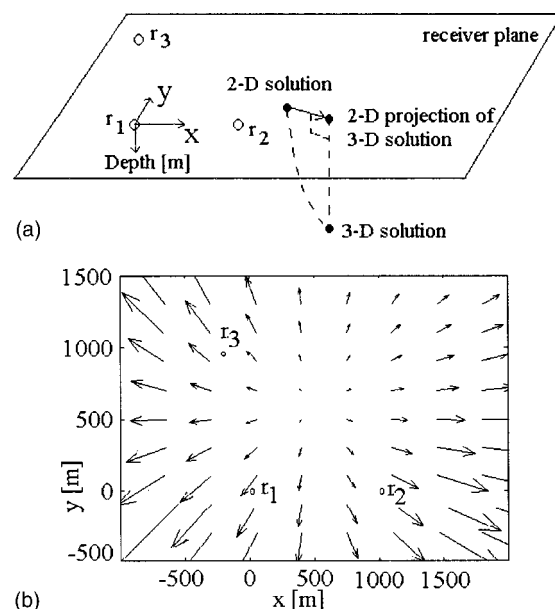 receiver plane
r3
2-D solution
y
r1
x
r2
2-D projection of
3-D solution
Depth [m]
3-D solution
(a)
1500
1000
500
0
-500
y [m]
r3
r1
r2
-500 0 500 1000 1500
x [m]
(b)